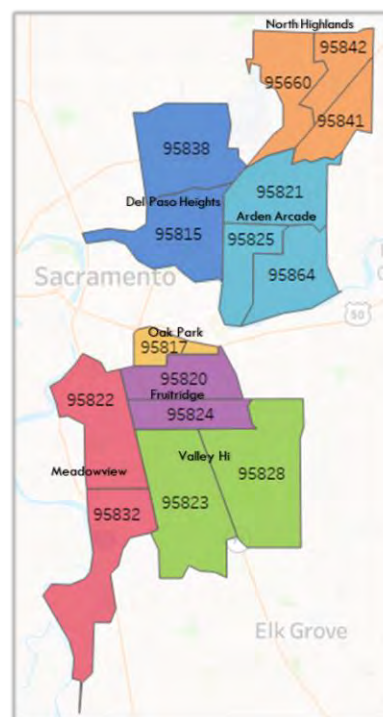 North Highlands
95842
95660
95841
95838
95821
Del Paso Heights
Arden Arcade
95815
95825
95864
Sacramento
50
Oak Park
95817
95820
95822
Fruitridge
95824
Valley Hi
Meadowview
95828
95823
95832
Elk Grove